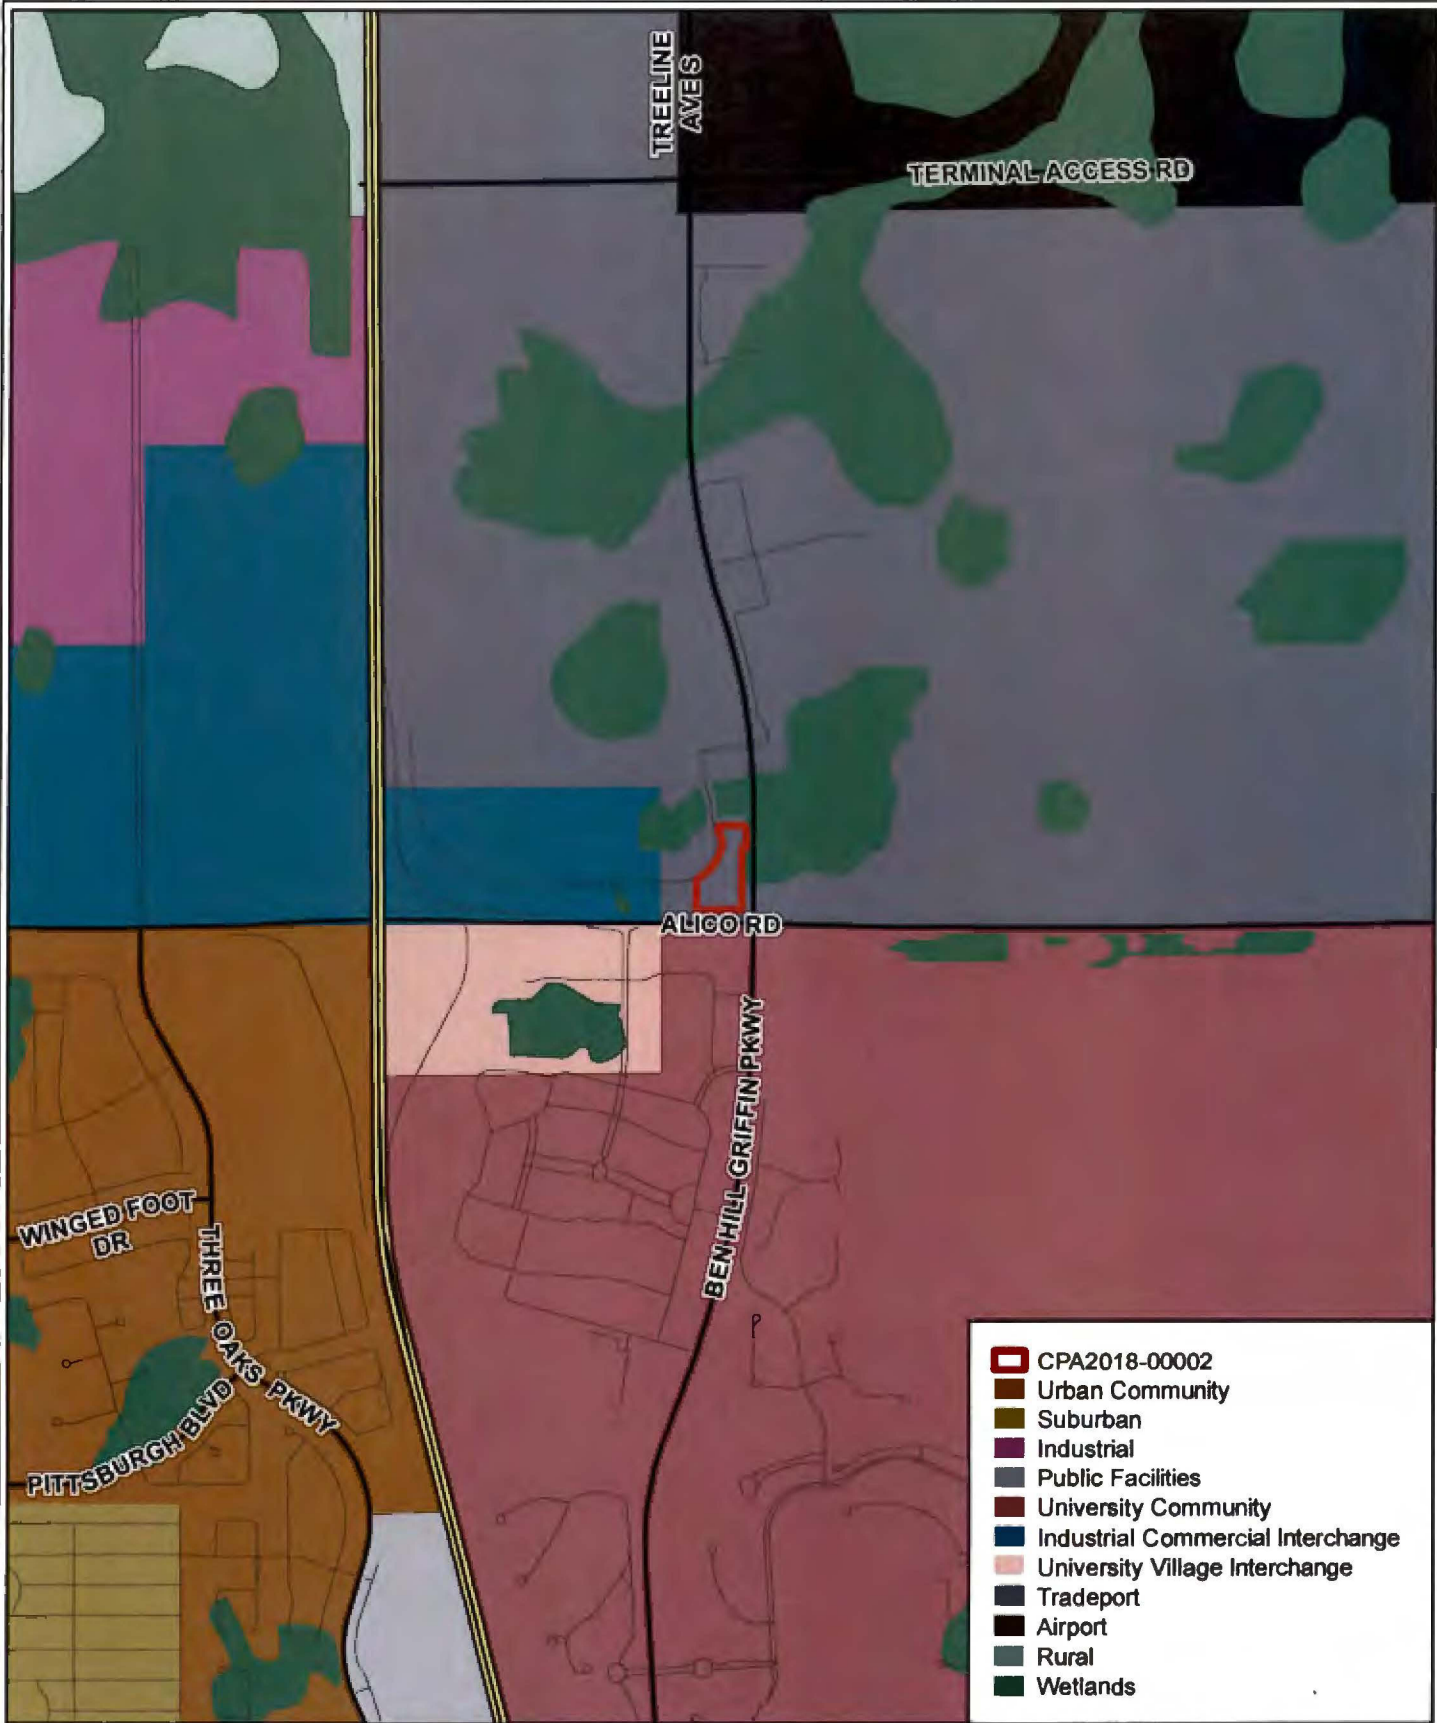 TREELINE
AVE S
TERMINAL ACCESS RD
ALICO RD
BEN HILL GRIFFIN PKWY
WINGED FOOT
DR
THREE OAKS PKWY
PITTSBURGH BLVD
CPA2018-00002
Urban Community
Suburban
Industrial
Public Facilities
University Community
Industrial Commercial Interchange
University Village Interchange
Tradeport
Airport
Rural
Wetlands